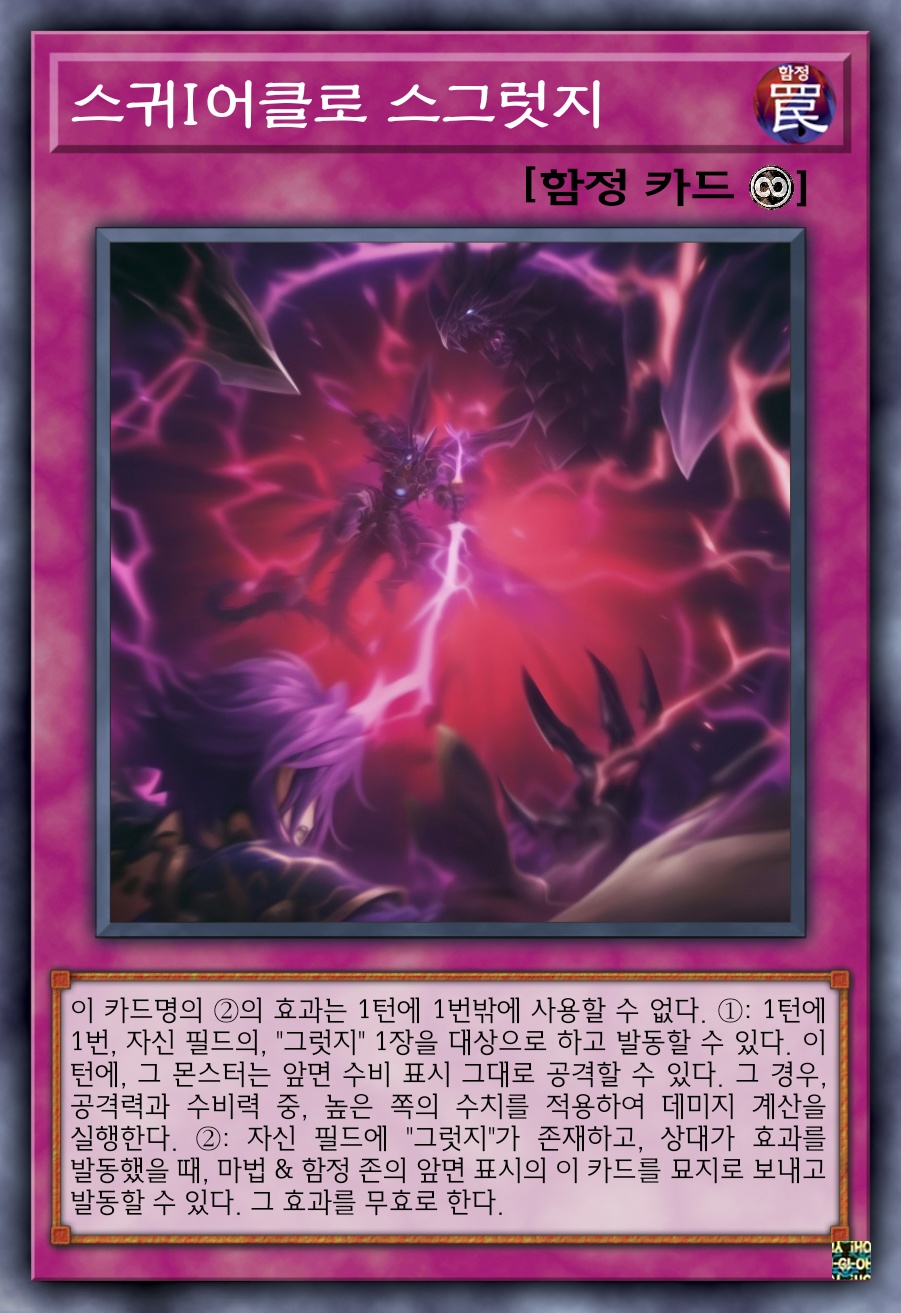 스귀I어클로 스그럿지
함정
罠
[함정 카드 ]
이 카드명의 ②의 효과는 1턴에 1번밖에 사용할 수 없다. ①: 1턴에
1번, 자신 필드의, "그럿지" 1장을 대상으로 하고 발동할 수 있다. 이
턴에, 그 몬스터는 앞면 수비 표시 그대로 공격할 수 있다. 그 경우,
공격력과 수비력 중, 높은 쪽의 수치를 적용하여 데미지 계산을
실행한다. ②: 자신 필드에 "그럿지"가 존재하고, 상대가 효과를
발동했을 때, 마법 & 함정 존의 앞면 표시의 이 카드를 묘지로 보내고
발동할 수 있다. 그 효과를 무효로 한다.